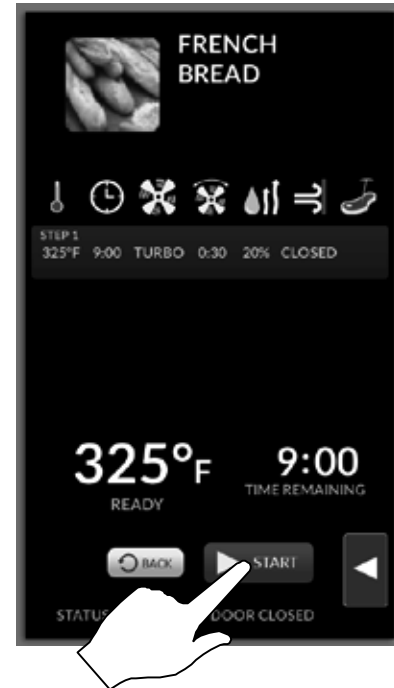 FRENCH
BREAD
STEP 1
325°F 9:00 TURBO 0:30 20% CLOSED
325°F
9:00
READY
TIME REMAINING
BACK
START
STATUS
DOOR CLOSED